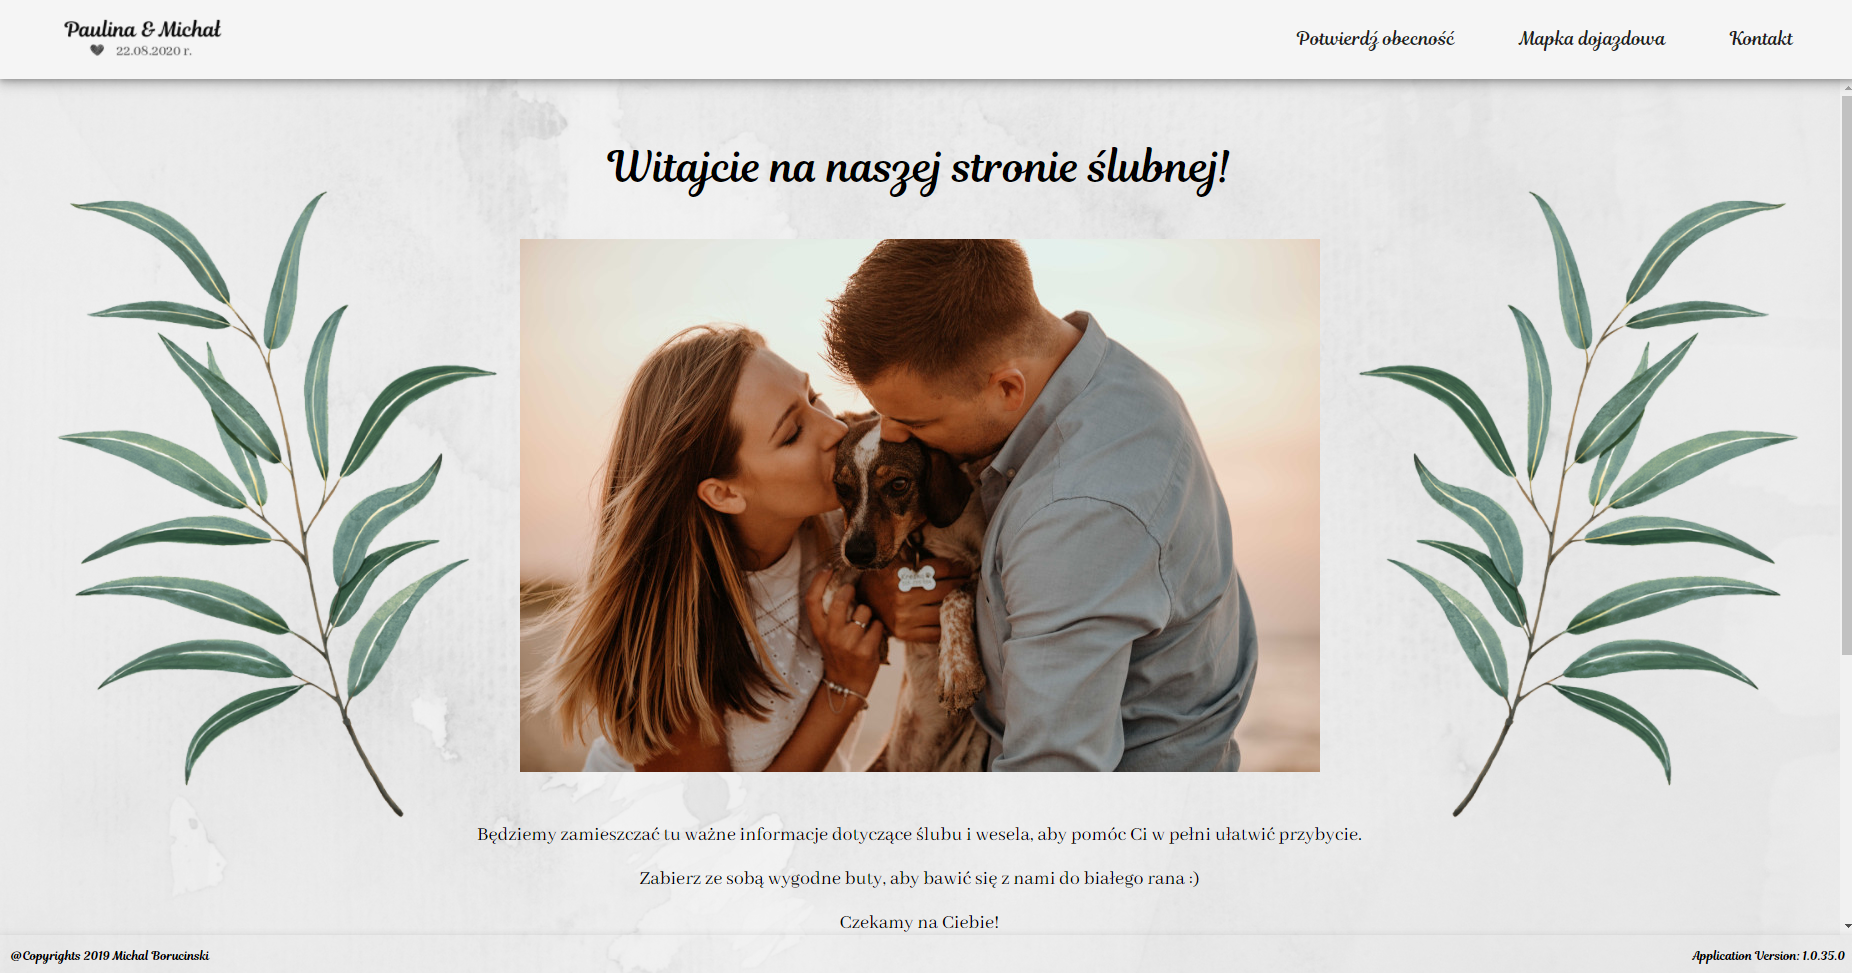 Paulina & Michał
22.08.2020 r.
Potwierdź obecność
Mapka dojazdowa
Kontakt
Witajcie na naszej stronie ślubnej!
Będziemy zamieszczać tu ważne informacje dotyczące ślubu i wesela, aby pomóc Ci w pełni ułatwić przybycie.
Zabierz ze sobą wygodne buty, aby bawić się z nami do białego rana :)
Czekamy na Ciebie!
@Copyrights 2019 Michal Borucinski
Application Version: 1.0.35.0